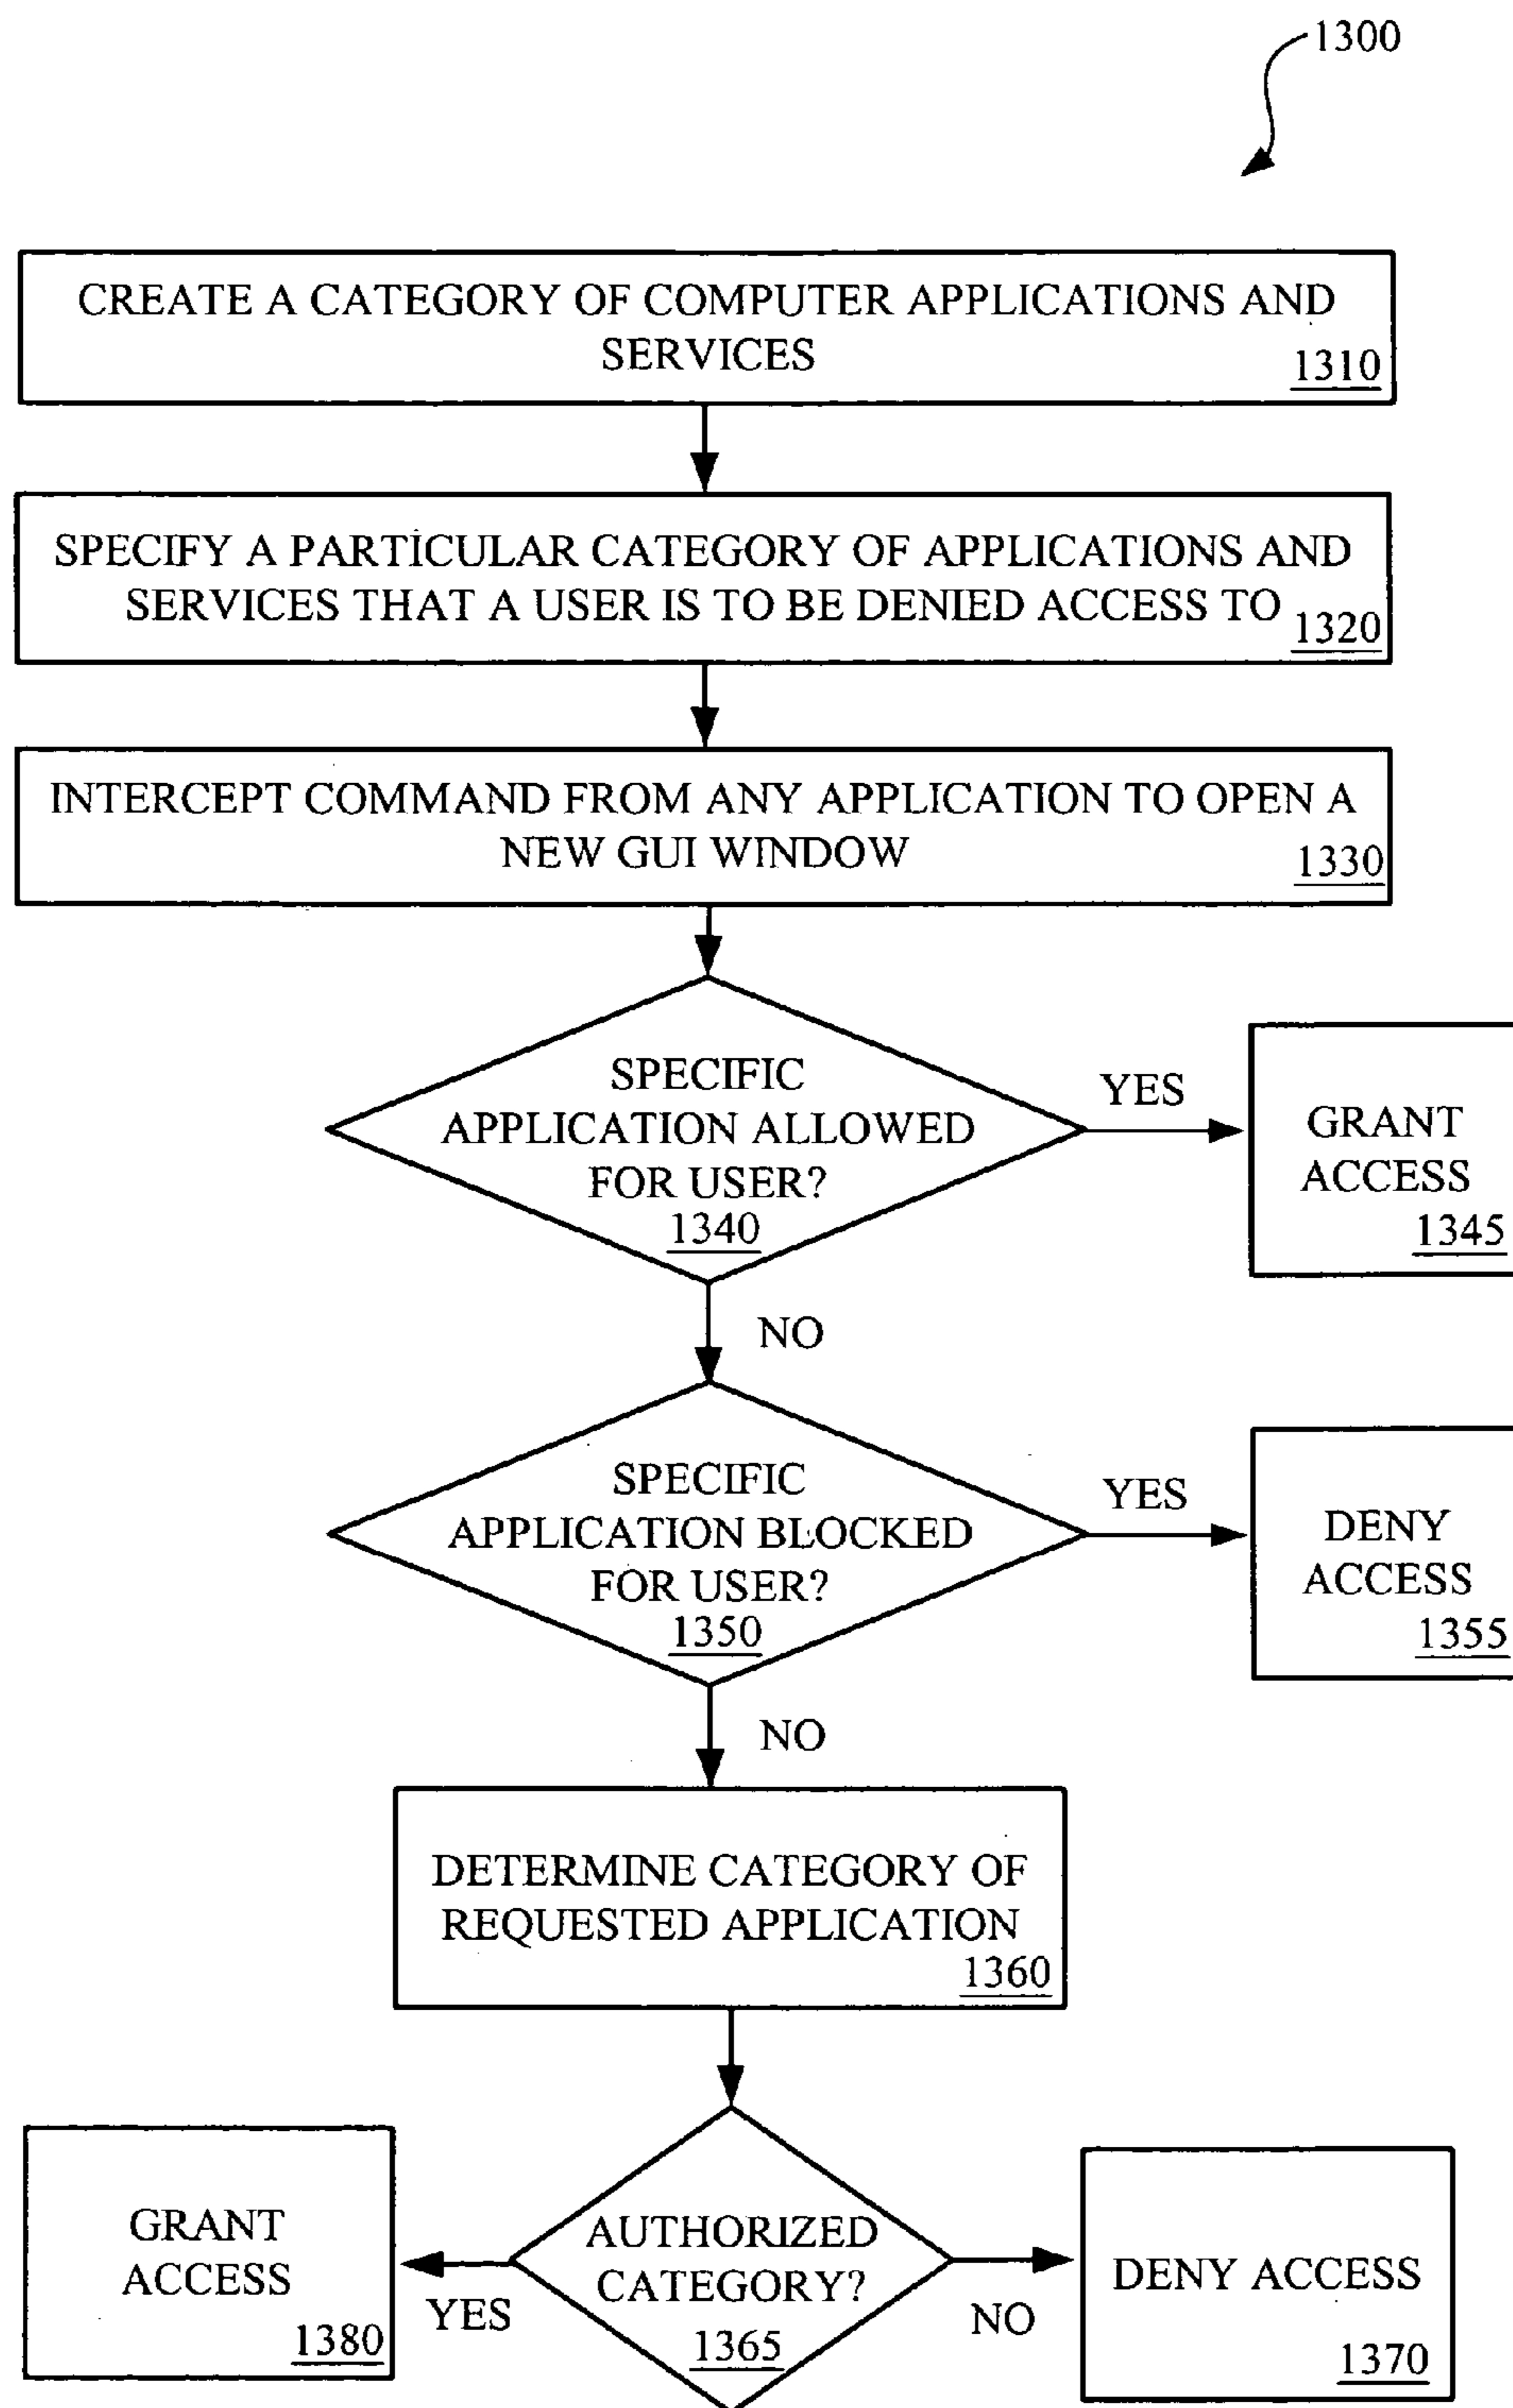 1300
CREATE A CATEGORY OF COMPUTER APPLICATIONS AND
SERVICES
1310
SPECIFY A PARTICULAR CATEGORY OF APPLICATIONS AND
SERVICES THAT A USER IS TO BE DENIED ACCESS TO
1320
INTERCEPT COMMAND FROM ANY APPLICATION TO OPEN A
NEW GUI WINDOW
1330
SPECIFIC
APPLICATION ALLOWED
FOR USER?
1340
YES
GRANT
ACCESS
1345
NO
SPECIFIC
APPLICATION BLOCKED
FOR USER?
1350
YES
DENY
ACCESS
1355
NO
DETERMINE CATEGORY OF
REQUESTED APPLICATION
1360
AUTHORIZED
CATEGORY?
1365
YES
GRANT
ACCESS
1380
NO
DENY ACCESS
1370